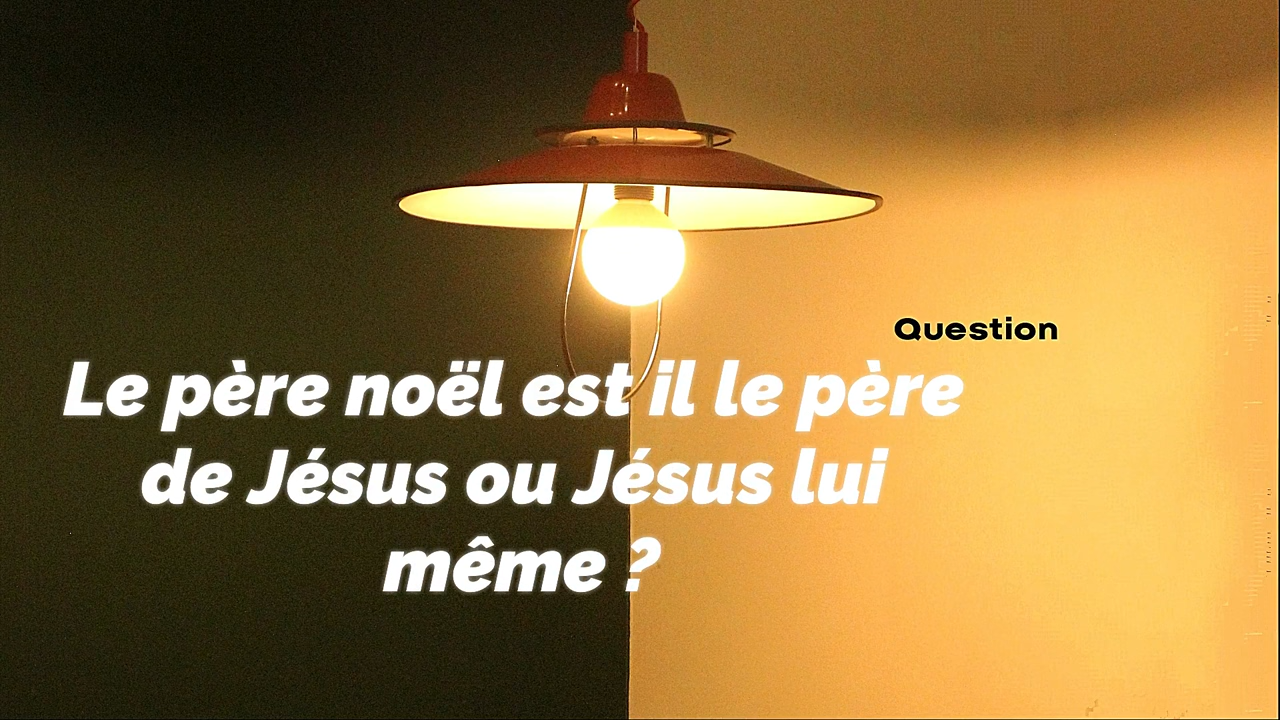 Question
Le père noël est il le père
de Jésus ou Jésus lui
même ?